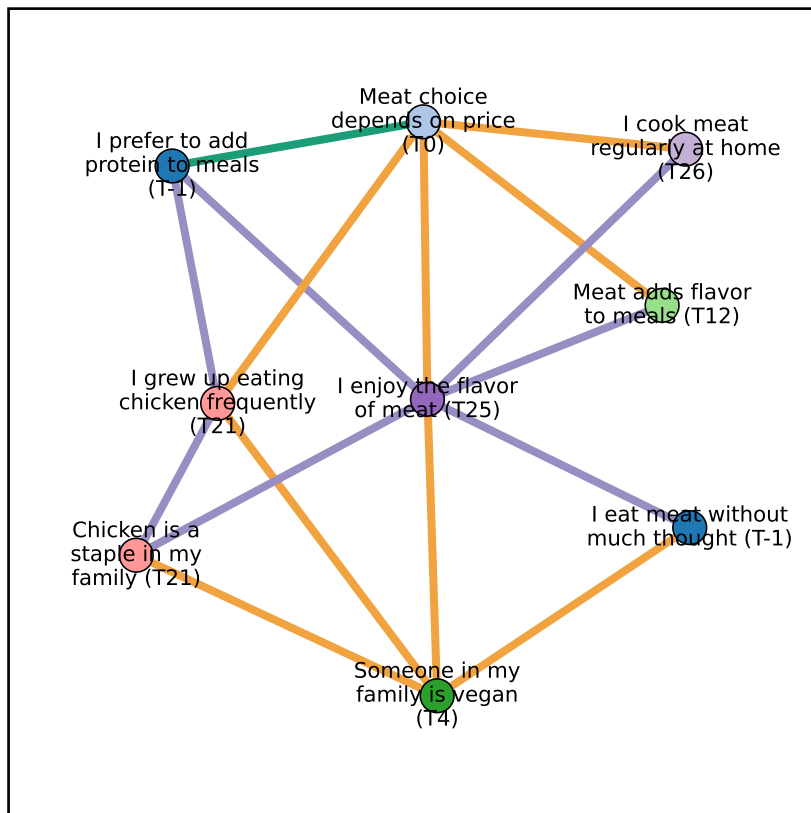 Meat choice
depends on price
(T0)
I prefer to add
protein to meals
(T-1)
I cook meat
regularly at home
(T26)
Meat adds flavor
to meals (T12)
I grew up eating
chicken frequently
(T21)
I enjoy the flavor
of meat (T25)
Chicken is a
staple in my
family (T21)
I eat meat without
much thought (T-1)
Someone in my
family is vegan
(T4)